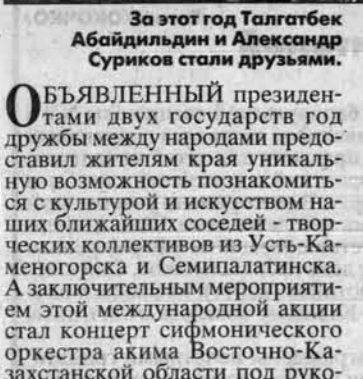 За этот год Талгатбек
Абайдильдин и Александр
Суриков стали друзьями.
ОБЪЯВЛЕННЫЙ президен-
тами двух государств год
дружбы между народами предо-
ставил жителям края уникаль-
ную возможность познакомить-
ся с культурой и искусством на-
ших ближайших соседей - твор-
ческих коллективов из Усть-Ка-
меногорска и Семипалатинска.
А заключительным мероприяти-
ем этой международной акции
стал концерт сифмонического
оркестра акима Восточно-Ка-
захстанской области под руко-